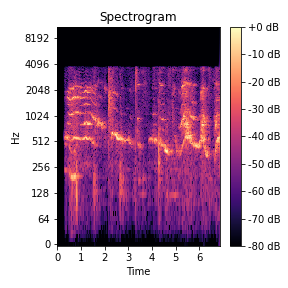 Spectrogram
8192
4096
2048
1024
512
256
128
64
0
Hz
0 1 2 3 4 5 6
Time
+0 dB
-10 dB
-20 dB
-30 dB
-40 dB
-50 dB
-60 dB
-70 dB
-80 dB